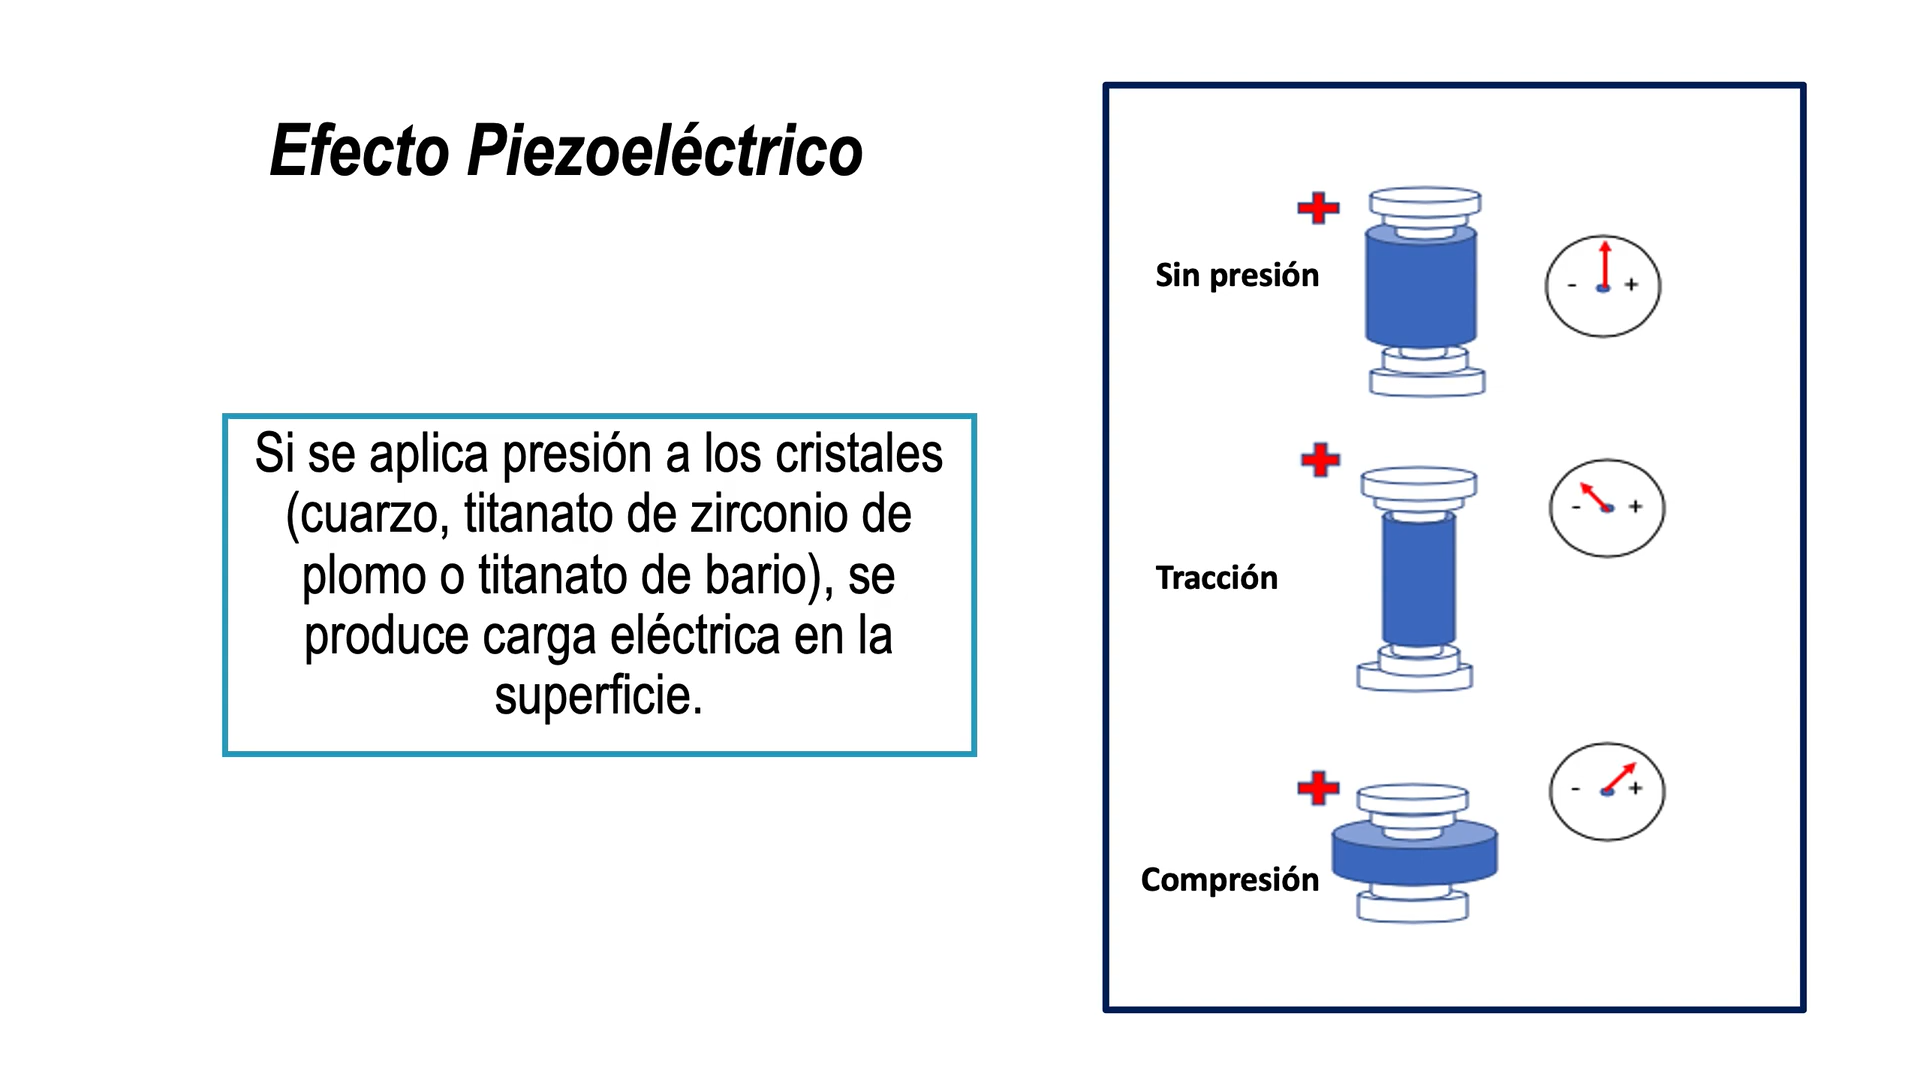 Efecto Piezoeléctrico
Si se aplica presión a los cristales
(cuarzo, titanato de zirconio de
plomo o titanato de bario), se
produce carga eléctrica en la
superficie.
Sin presión
- +
Tracción
- +
Compresión
- +